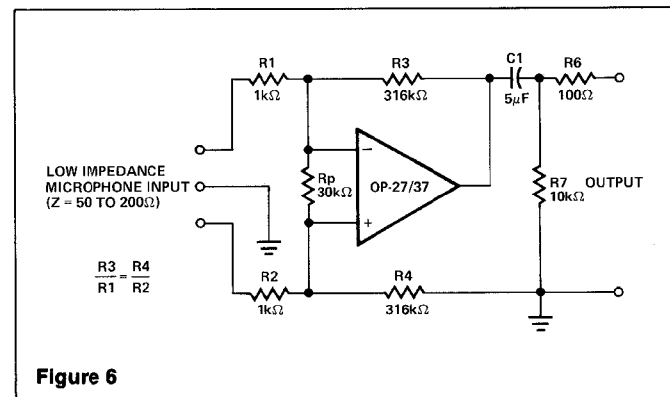 R1
1kΩ
R3
316kΩ
C1
5μF
R6
100Ω
LOW IMPEDANCE
MICROPHONE INPUT
(Z = 50 TO 200Ω)
Rp
30kΩ
−
+
OP-27/37
R7
10kΩ
OUTPUT
R3/R1 = R4/R2
R2
1kΩ
R4
316kΩ
Figure 6